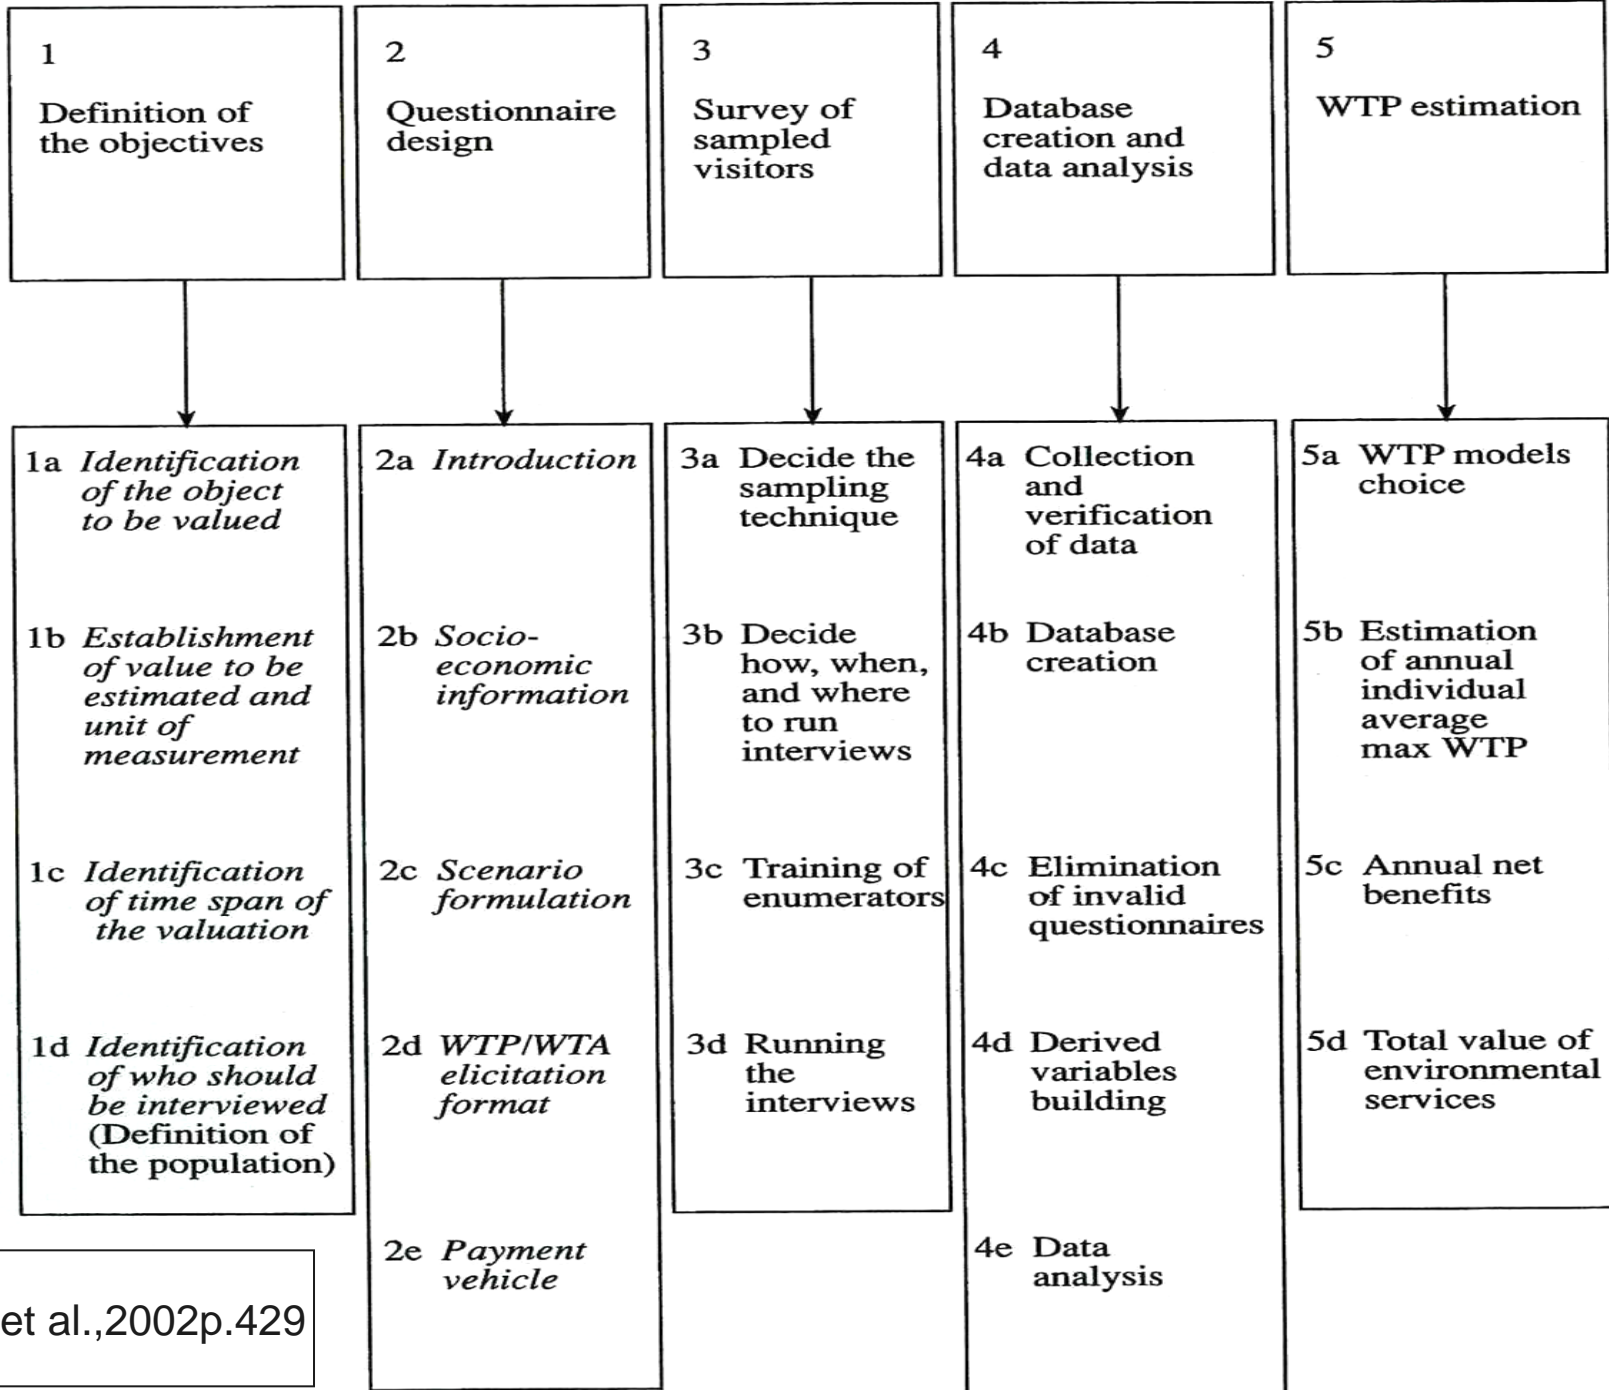 1
Definition of
the objectives
2
Questionnaire
design
3
Survey of
sampled
visitors
4
Database
creation and
data analysis
5
WTP estimation
1a Identification
of the object
to be valued
1b Establishment
of value to be
estimated and
unit of
measurement
1c Identification
of time span of
the valuation
1d Identification
of who should
be interviewed
(Definition of
the population)
2a Introduction
2b Socio-
economic
information
2c Scenario
formulation
2d WTP/WTA
elicitation
format
2e Payment
vehicle
3a Decide the
sampling
technique
3b Decide
how, when,
and where
to run
interviews
3c Training of
enumerators
3d Running
the
interviews
4a Collection
and
verification
of data
4b Database
creation
4c Elimination
of invalid
questionnaires
4d Derived
variables
building
4e Data
analysis
5a WTP models
choice
5b Estimation
of annual
individual
average
max WTP
5c Annual net
benefits
5d Total value of
environmental
services
et al.,2002p.429